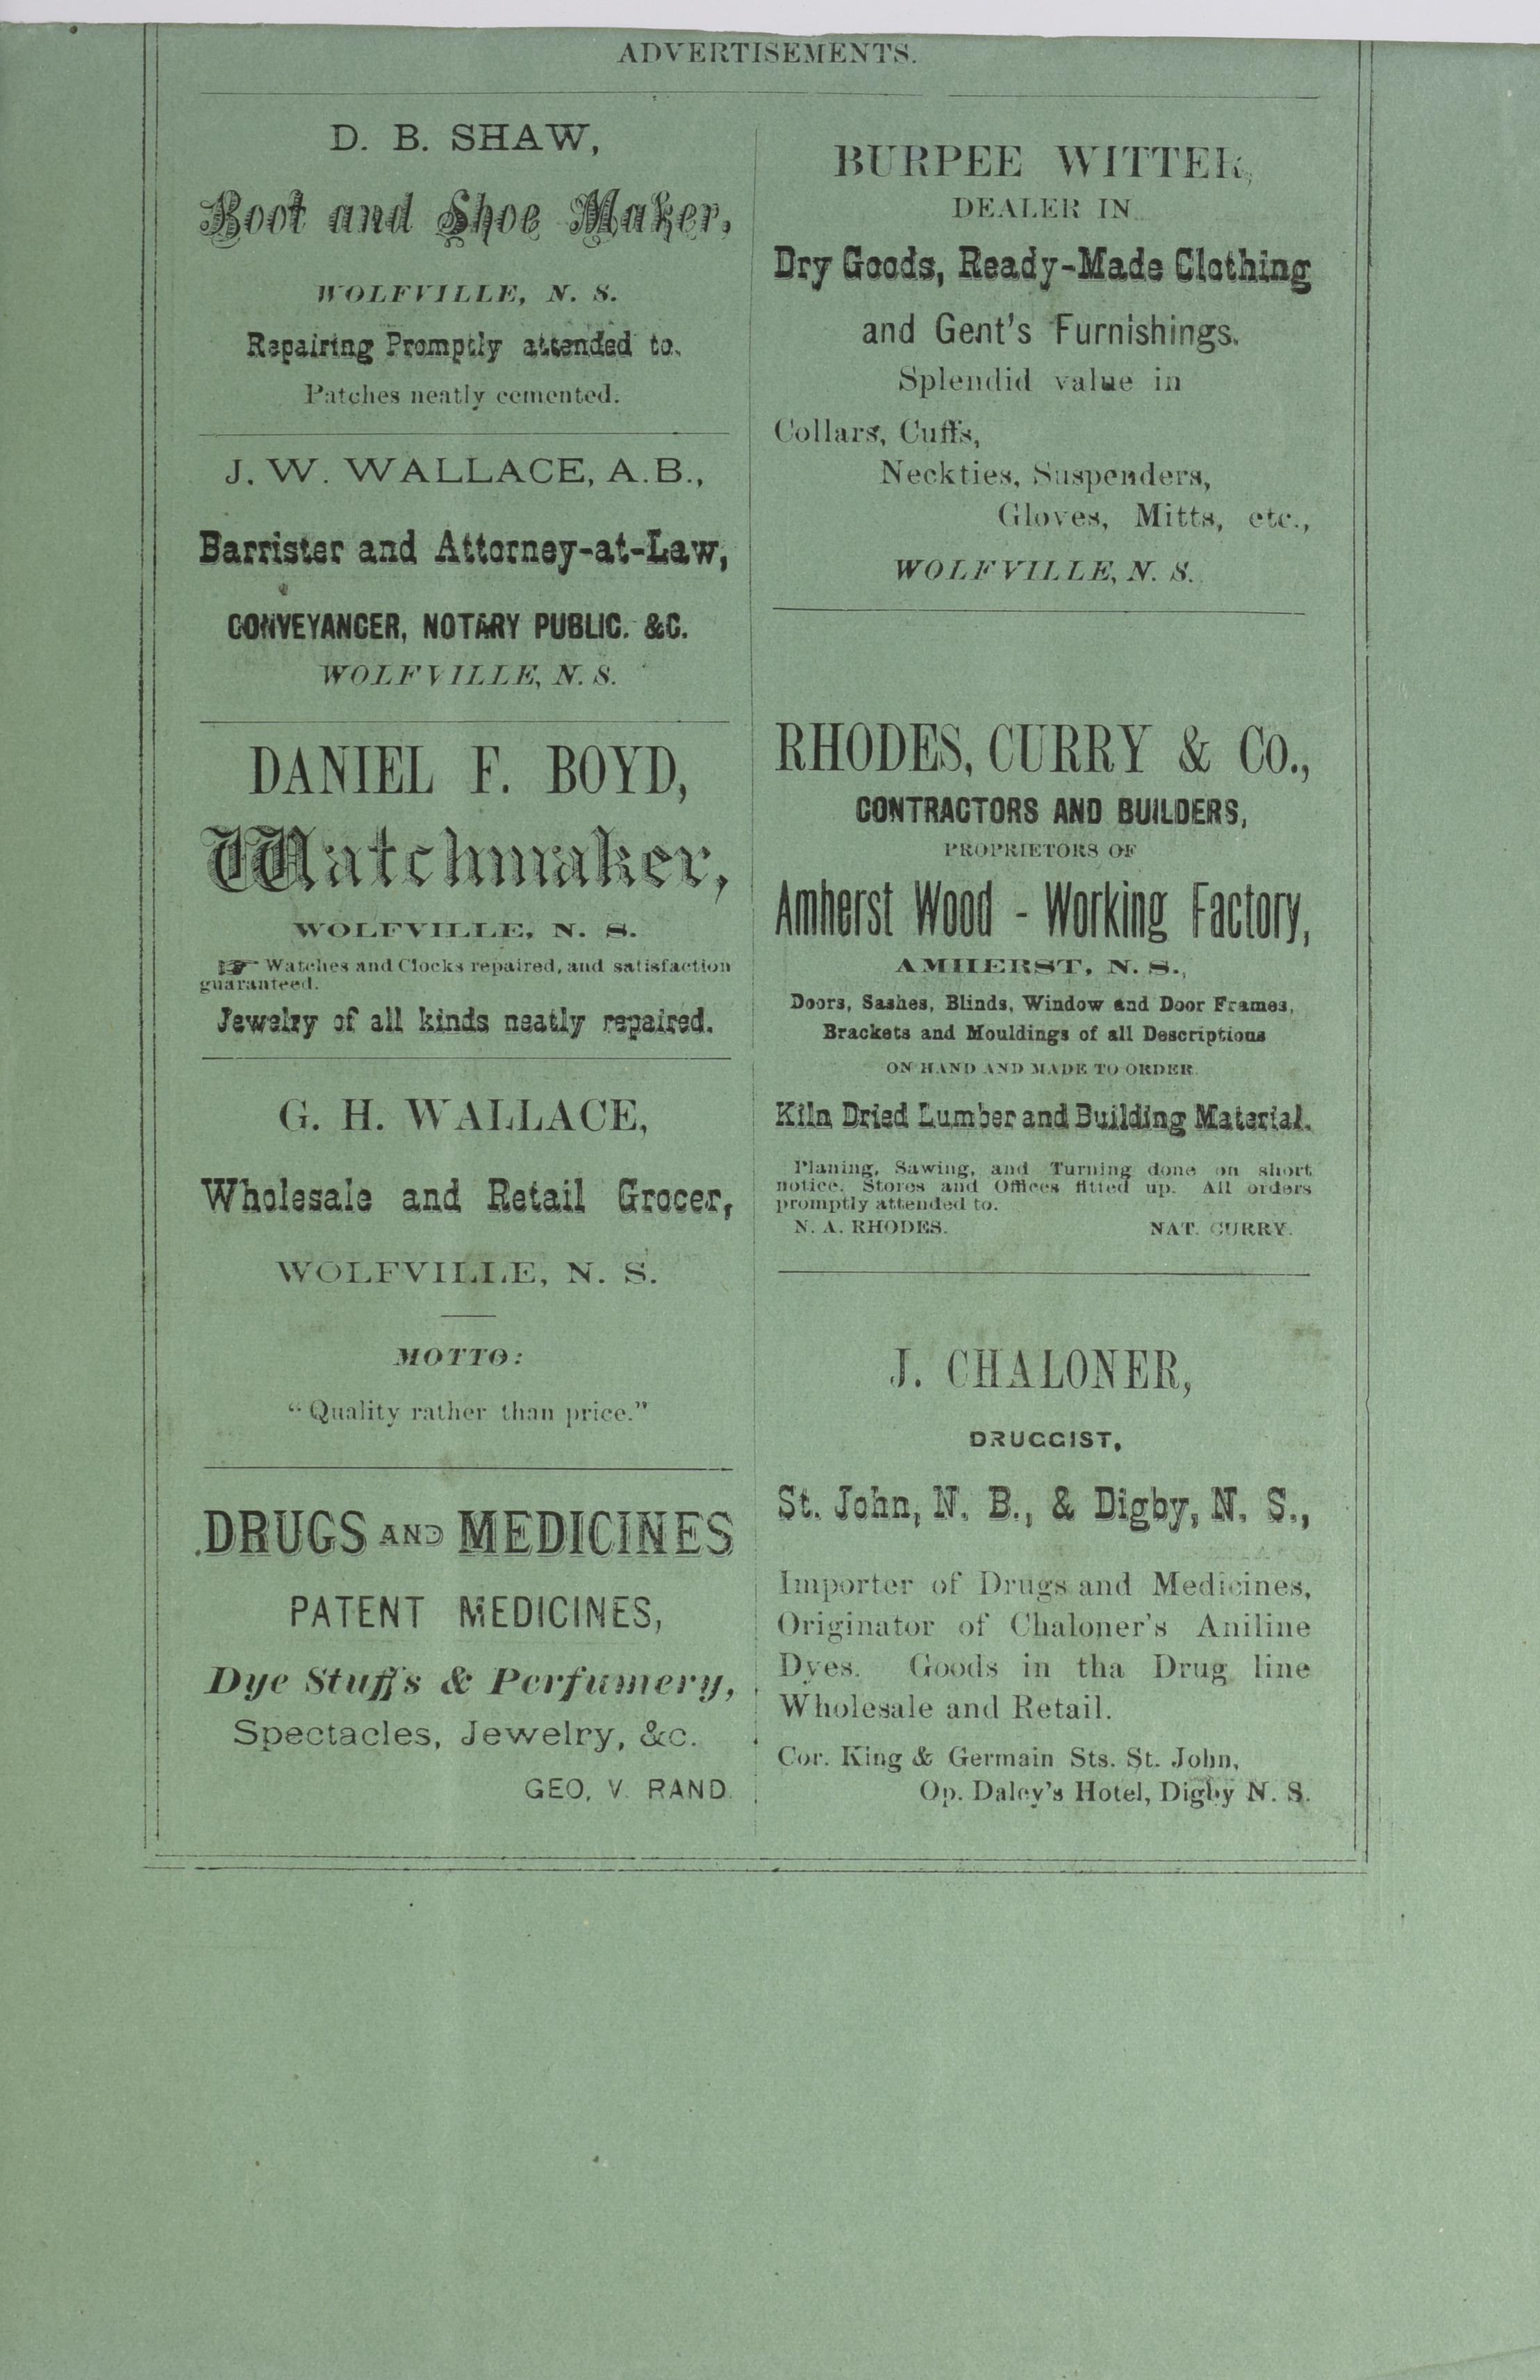 ADVERTISEMENTS.
D. B. SHAW,
Boot and Shoe Maker,
WOLFVILLE, N. S.
Repairing Promptly attended to.
Patches neatly cemented.
J. W. WALLACE, A.B.,
Barrister and Attorney-at-Law,
CONVEYANCER, NOTARY PUBLIC. &C.
WOLFVILLE, N. S.
DANIEL F. BOYD,
Watchmaker,
WOLFVILLE, N. S.
☞ Watches and Clocks repaired, and satisfaction
guaranteed.
Jewelry of all kinds neatly repaired.
G. H. WALLACE,
Wholesale and Retail Grocer,
WOLFVILLE, N. S.
MOTTO:
"Quality rather than price."
DRUGS AND MEDICINES
PATENT MEDICINES,
Dye Stuffs & Perfumery,
Spectacles, Jewelry, &c.
GEO. V. RAND.
BURPEE WITTER,
DEALER IN
Dry Goods, Ready-Made Clothing
and Gent's Furnishings.
Splendid value in
Collars, Cuffs,
Neckties, Suspenders,
Gloves, Mitts, etc.,
WOLFVILLE, N. S.
RHODES, CURRY & CO.,
CONTRACTORS AND BUILDERS,
PROPRIETORS OF
Amherst Wood - Working Factory,
AMHERST, N. S.,
Doors, Sashes, Blinds, Window and Door Frames,
Brackets and Mouldings of all Descriptions
ON HAND AND MADE TO ORDER.
Kiln Dried Lumber and Building Material.
Planing, Sawing, and Turning done on short
notice. Stores and Offices fitted up. All orders
promptly attended to.
N. A. RHODES. NAT. CURRY.
J. CHALONER,
DRUGGIST,
St. John, N. B., & Digby, N. S.,
Importer of Drugs and Medicines,
Originator of Chaloner's Aniline
Dyes. Goods in tha Drug line
Wholesale and Retail.
Cor. King & Germain Sts. St. John,
Op. Daley's Hotel, Digby N. S.